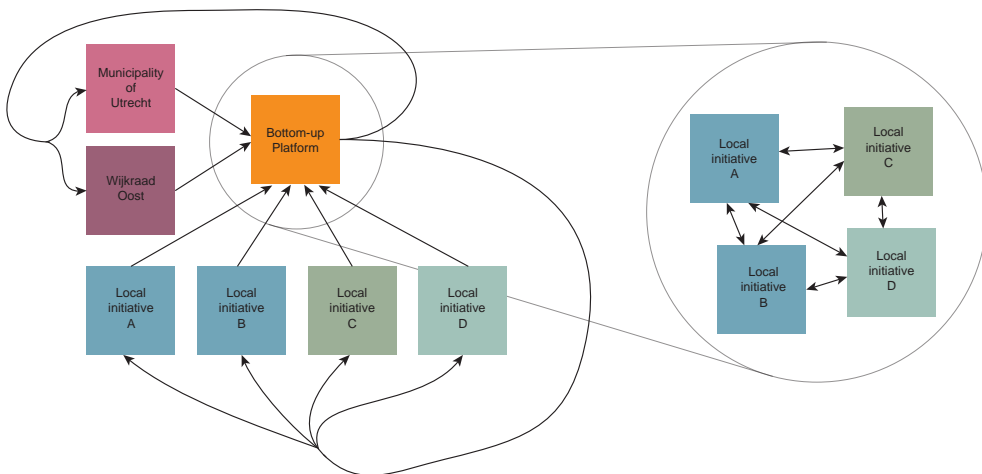 Municipality
of
Utrecht
Bottom-up
Platform
Wijkraad
Oost
Local
initiative
A
Local
initiative
B
Local
initiative
C
Local
initiative
D
Local
initiative
A
Local
initiative
C
Local
initiative
B
Local
initiative
D